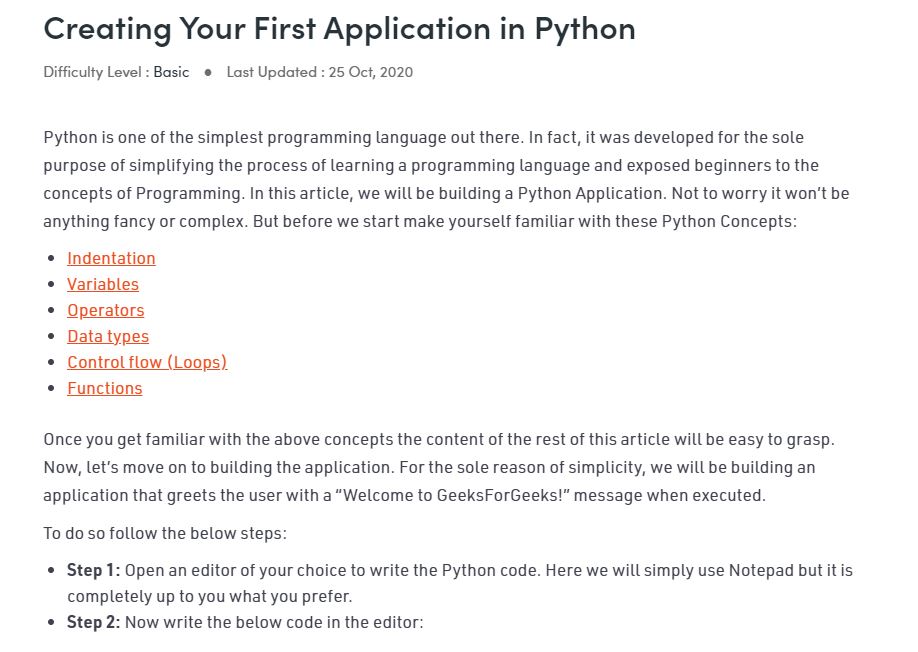 Creating Your First Application in Python
Difficulty Level : Basic ● Last Updated : 25 Oct, 2020
Python is one of the simplest programming language out there. In fact, it was developed for the sole
purpose of simplifying the process of learning a programming language and exposed beginners to the
concepts of Programming. In this article, we will be building a Python Application. Not to worry it won’t be
anything fancy or complex. But before we start make yourself familiar with these Python Concepts:
• Indentation
• Variables
• Operators
• Data types
• Control flow (Loops)
• Functions
Once you get familiar with the above concepts the content of the rest of this article will be easy to grasp.
Now, let’s move on to building the application. For the sole reason of simplicity, we will be building an
application that greets the user with a “Welcome to GeeksForGeeks!” message when executed.
To do so follow the below steps:
• Step 1: Open an editor of your choice to write the Python code. Here we will simply use Notepad but it is
completely up to you what you prefer.
• Step 2: Now write the below code in the editor: